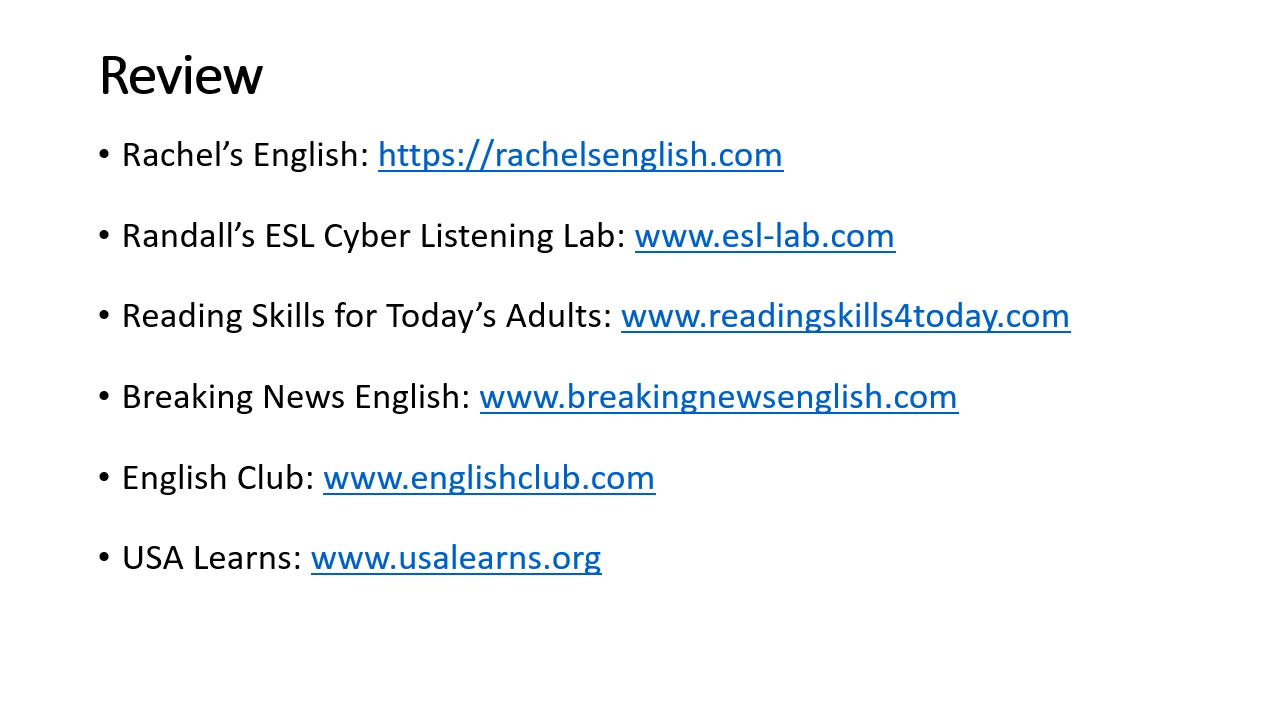 Review
• Rachel’s English: https://rachelsenglish.com
• Randall’s ESL Cyber Listening Lab: www.esl-lab.com
• Reading Skills for Today’s Adults: www.readingskills4today.com
• Breaking News English: www.breakingnewsenglish.com
• English Club: www.englishclub.com
• USA Learns: www.usalearns.org